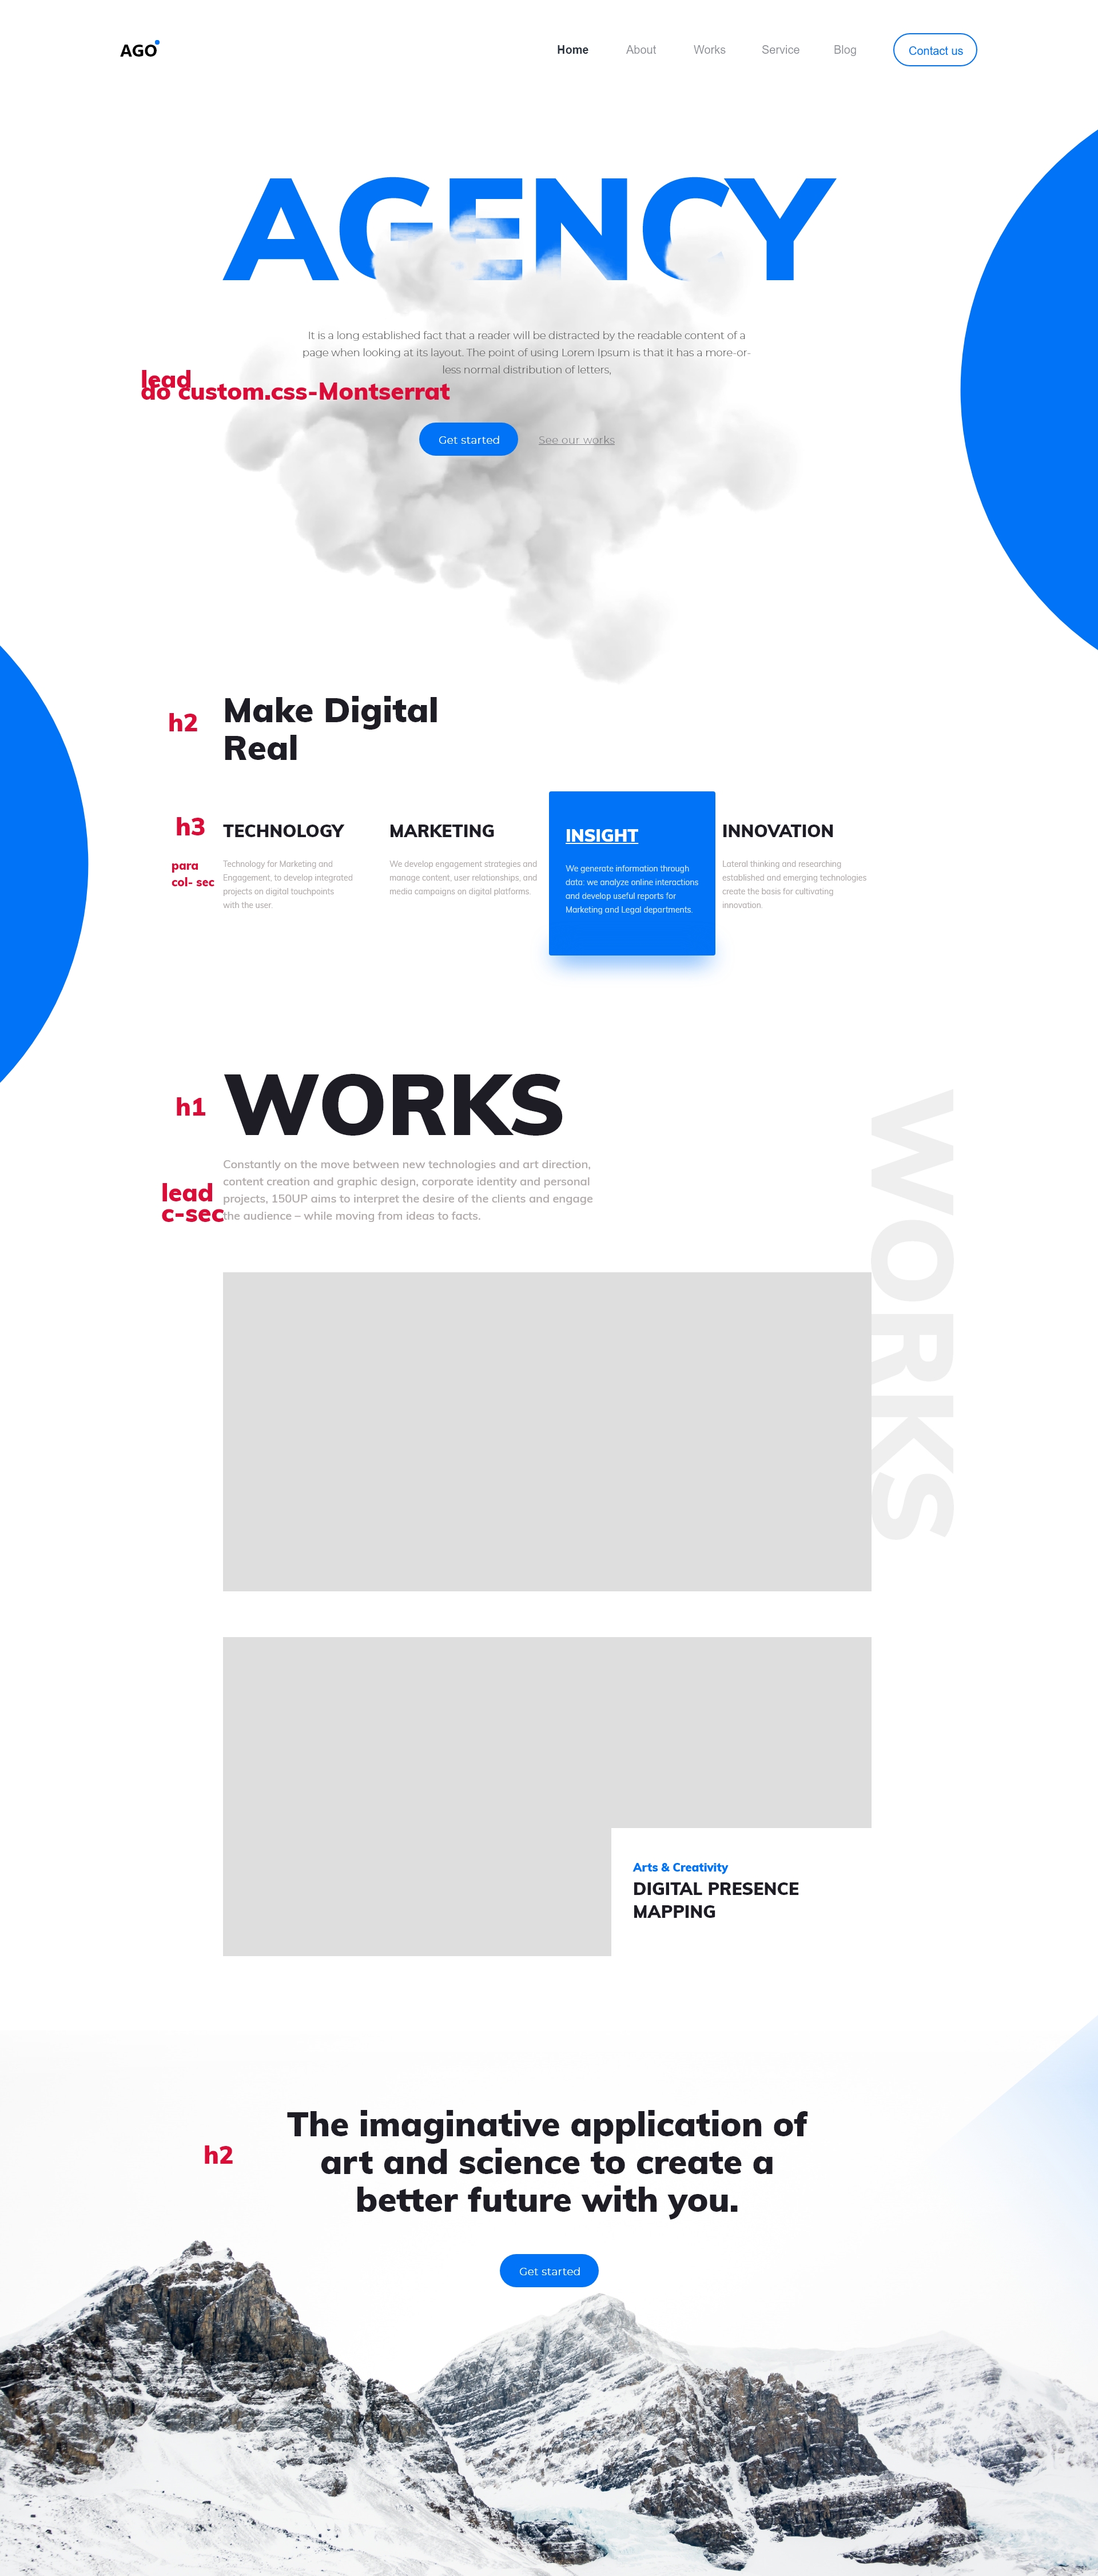 AGO
Home About Works Service Blog Contact us
AGENCY
It is a long established fact that a reader will be distracted by the readable content of a
page when looking at its layout. The point of using Lorem Ipsum is that it has a more-or-
less normal distribution of letters,
lead
do custom.css-Montserrat
Get started See our works
h2
Make Digital
Real
h3
para
col- sec
TECHNOLOGY
Technology for Marketing and
Engagement, to develop integrated
projects on digital touchpoints
with the user.
MARKETING
We develop engagement strategies and
manage content, user relationships, and
media campaigns on digital platforms.
INSIGHT
We generate information through
data: we analyze online interactions
and develop useful reports for
Marketing and Legal departments.
INNOVATION
Lateral thinking and researching
established and emerging technologies
create the basis for cultivating
innovation.
h1
WORKS
lead
c-sec
Constantly on the move between new technologies and art direction,
content creation and graphic design, corporate identity and personal
projects, 150UP aims to interpret the desire of the clients and engage
the audience – while moving from ideas to facts.
WORKS
Arts & Creativity
DIGITAL PRESENCE
MAPPING
h2
The imaginative application of
art and science to create a
better future with you.
Get started